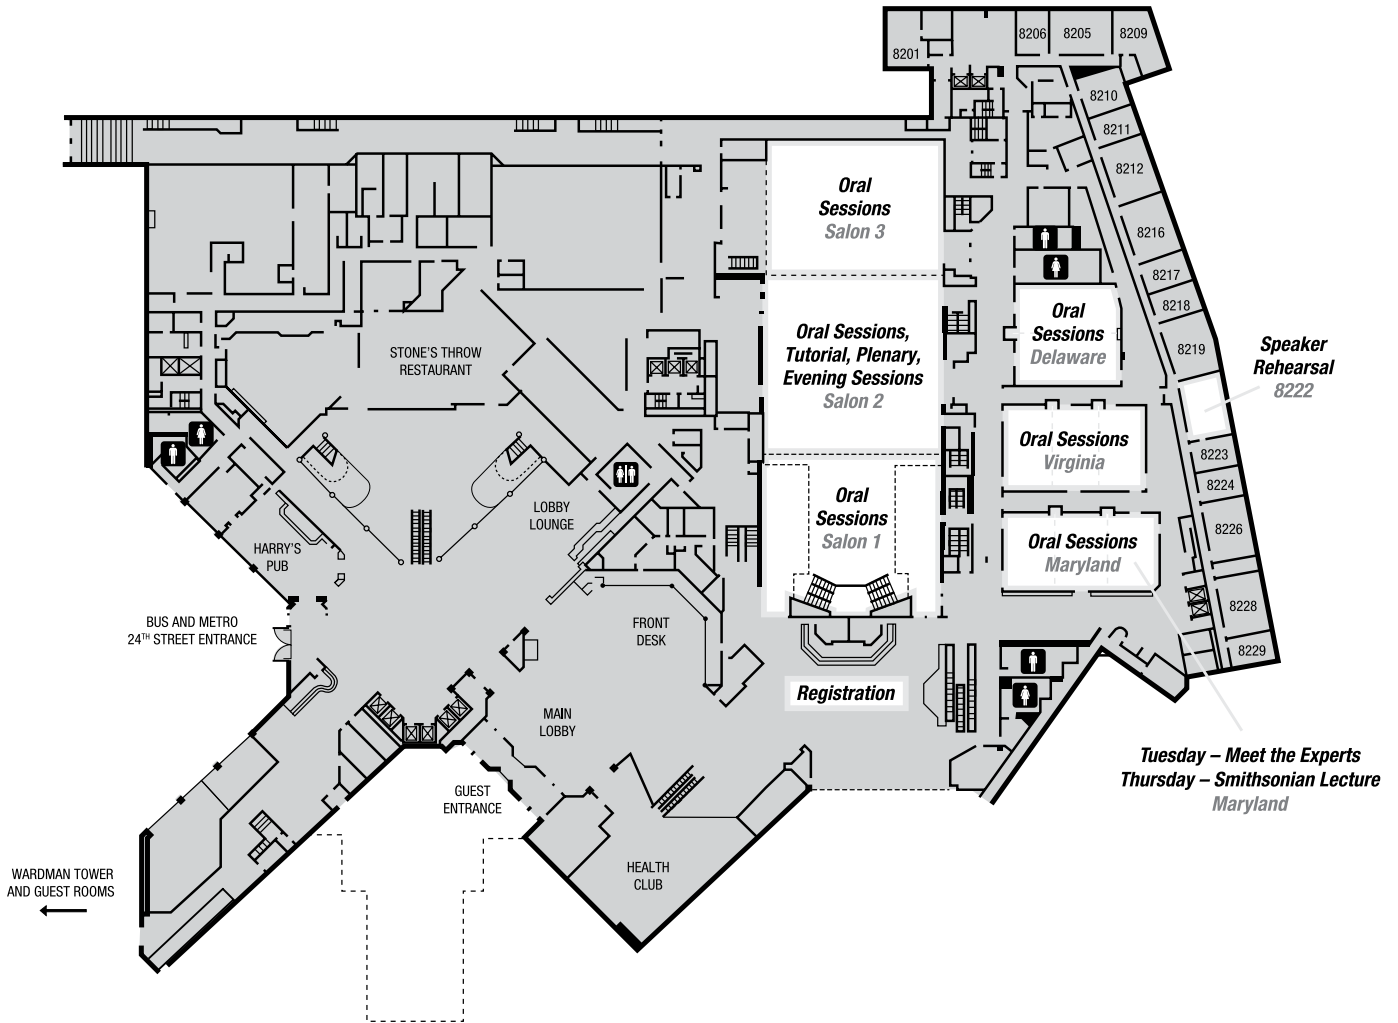 8201
8206
8205
8209
8210
8211
8212
8216
8217
8218
8219
Oral
Sessions
Salon 3
Oral Sessions,
Tutorial, Plenary,
Evening Sessions
Salon 2
Oral
Sessions
Delaware
Speaker
Rehearsal
8222
STONE'S THROW
RESTAURANT
Oral Sessions
Virginia
8223
8224
8226
8228
8229
Oral
Sessions
Salon 1
Oral Sessions
Maryland
LOBBY
LOUNGE
HARRY'S
PUB
BUS AND METRO
24TH STREET ENTRANCE
FRONT
DESK
Registration
MAIN
LOBBY
GUEST
ENTRANCE
Tuesday – Meet the Experts
Thursday – Smithsonian Lecture
Maryland
HEALTH
CLUB
WARDMAN TOWER
AND GUEST ROOMS